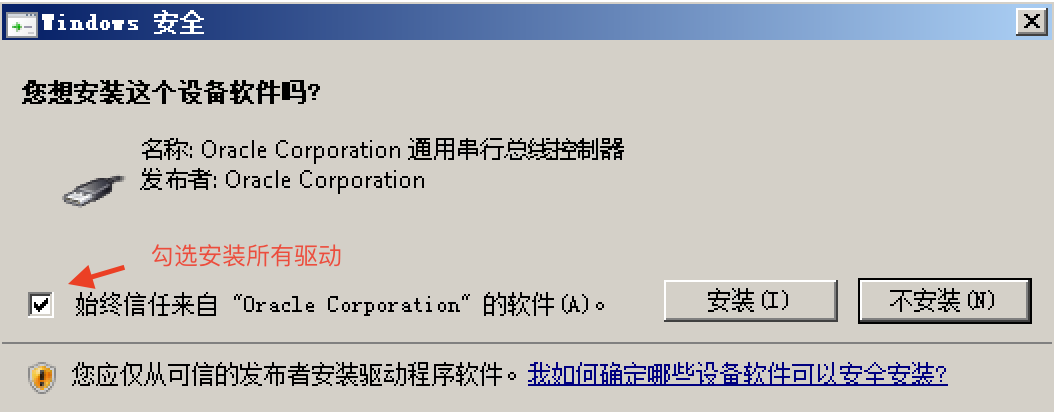 Windows 安全
您想安装这个设备软件吗?
名称: Oracle Corporation 通用串行总线控制器
发布者: Oracle Corporation
勾选安装所有驱动
始终信任来自 "Oracle Corporation" 的软件(A)。
安装(I)
不安装(N)
您应仅从可信的发布者安装驱动程序软件。我如何确定哪些设备软件可以安全安装?